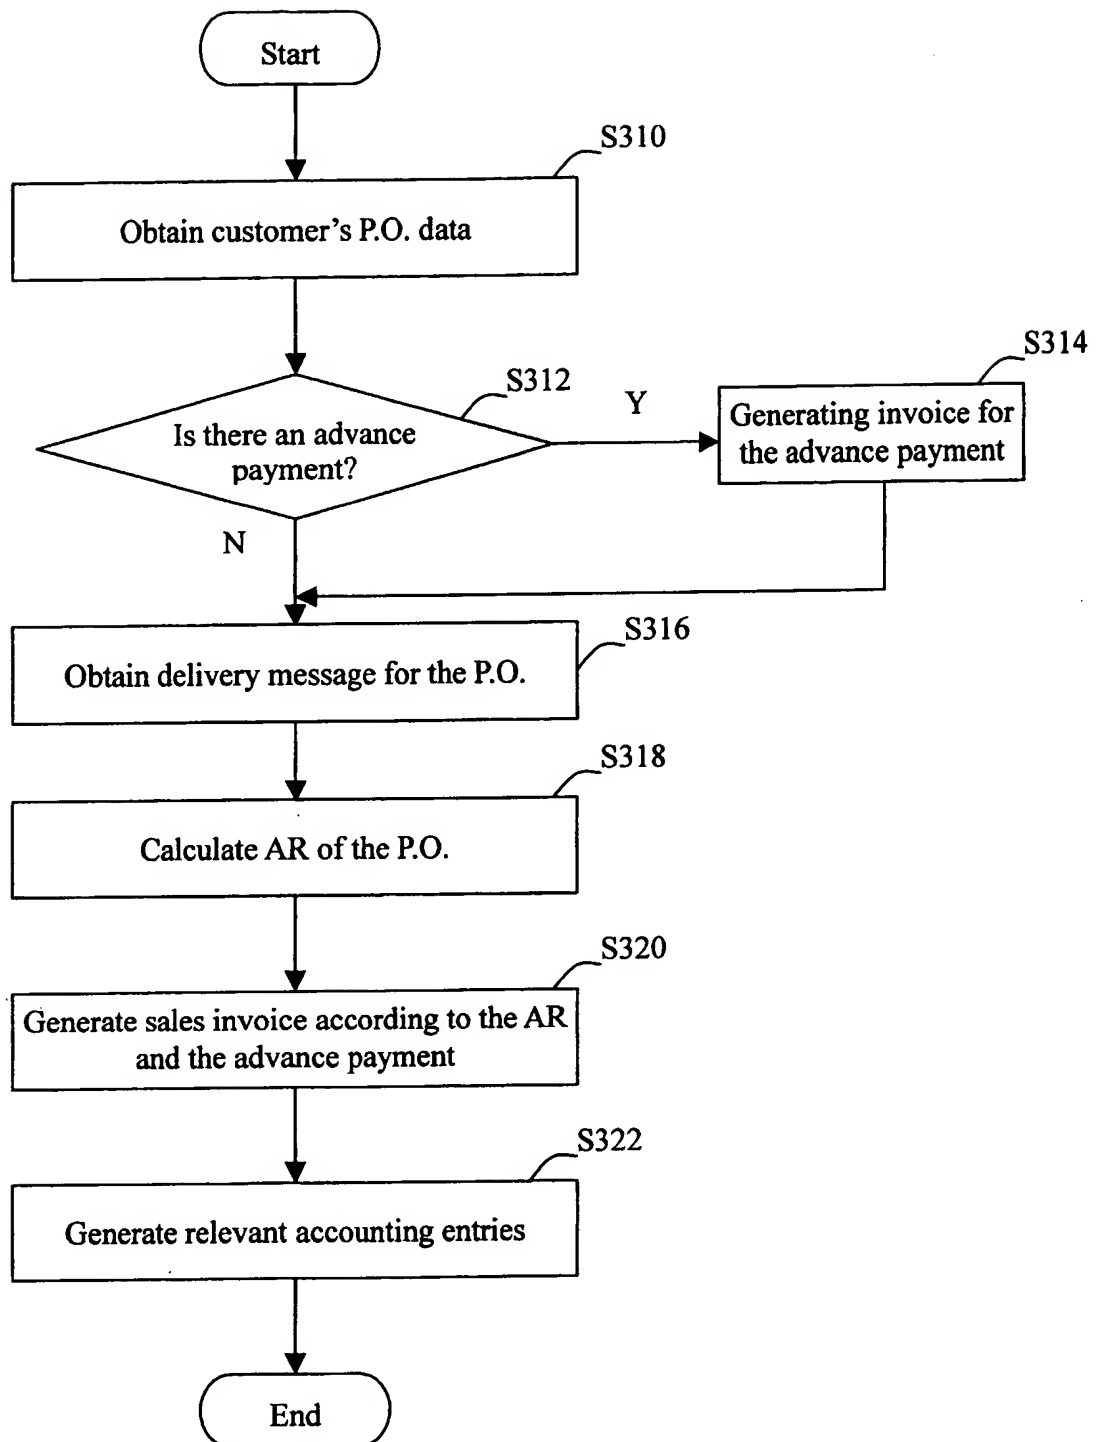 Start
S310
Obtain customer's P.O. data
S312
Is there an advance
payment?
Y
S314
Generating invoice for
the advance payment
N
S316
Obtain delivery message for the P.O.
S318
Calculate AR of the P.O.
S320
Generate sales invoice according to the AR
and the advance payment
S322
Generate relevant accounting entries
End